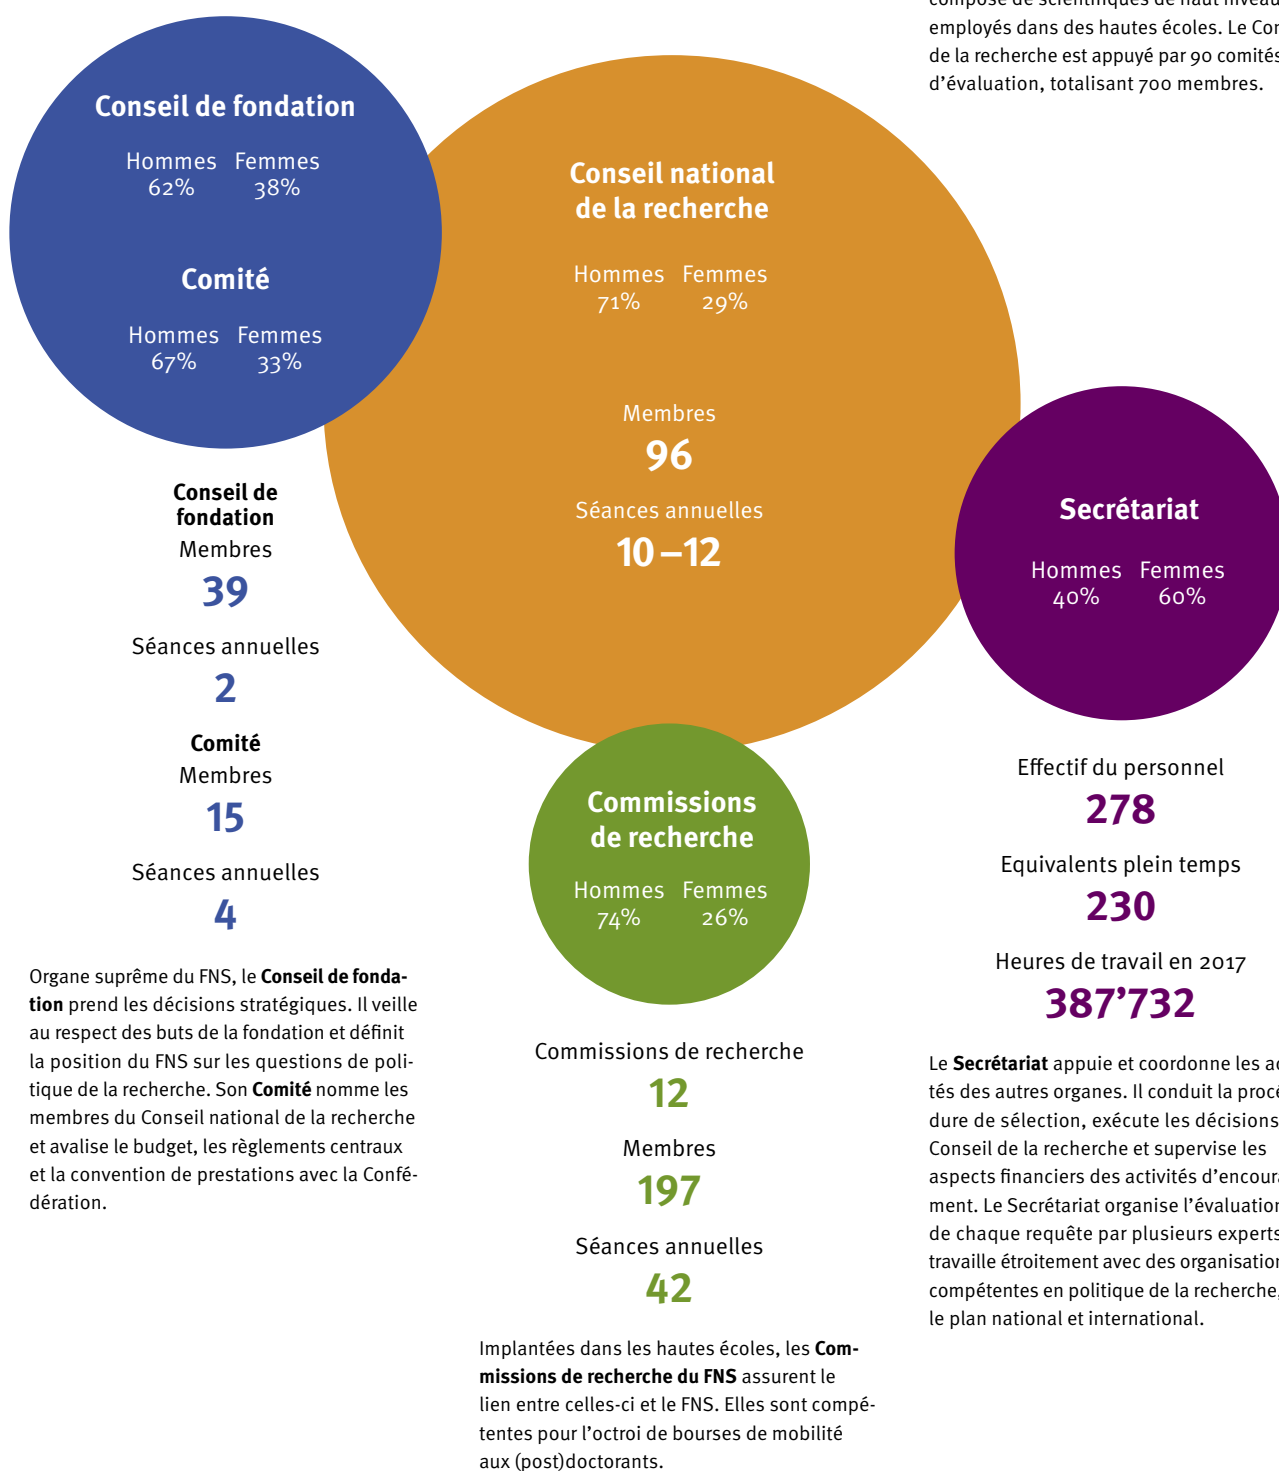 composé de scientifiques de haut niveau
employés dans des hautes écoles. Le Con
de la recherche est appuyé par 90 comités
d’évaluation, totalisant 700 membres.
Conseil de fondation
Hommes Femmes
62% 38%
Comité
Hommes Femmes
67% 33%
Conseil national
de la recherche
Hommes Femmes
71% 29%
Membres
96
Séances annuelles
10–12
Secrétariat
Hommes Femmes
40% 60%
Conseil de
fondation
Membres
39
Séances annuelles
2
Comité
Membres
15
Séances annuelles
4
Organe suprême du FNS, le Conseil de fonda-
tion prend les décisions stratégiques. Il veille
au respect des buts de la fondation et définit
la position du FNS sur les questions de poli-
tique de la recherche. Son Comité nomme les
membres du Conseil national de la recherche
et avalise le budget, les règlements centraux
et la convention de prestations avec la Confé-
dération.
Commissions
de recherche
Hommes Femmes
74% 26%
Commissions de recherche
12
Membres
197
Séances annuelles
42
Implantées dans les hautes écoles, les Com-
missions de recherche du FNS assurent le
lien entre celles-ci et le FNS. Elles sont compé-
tentes pour l’octroi de bourses de mobilité
aux (post)doctorants.
Effectif du personnel
278
Equivalents plein temps
230
Heures de travail en 2017
387’732
Le Secrétariat appuie et coordonne les ac
tés des autres organes. Il conduit la procé
dure de sélection, exécute les décisions
Conseil de la recherche et supervise les
aspects financiers des activités d’encoura
ment. Le Secrétariat organise l’évaluation
de chaque requête par plusieurs experts
travaille étroitement avec des organisation
compétentes en politique de la recherche,
le plan national et international.